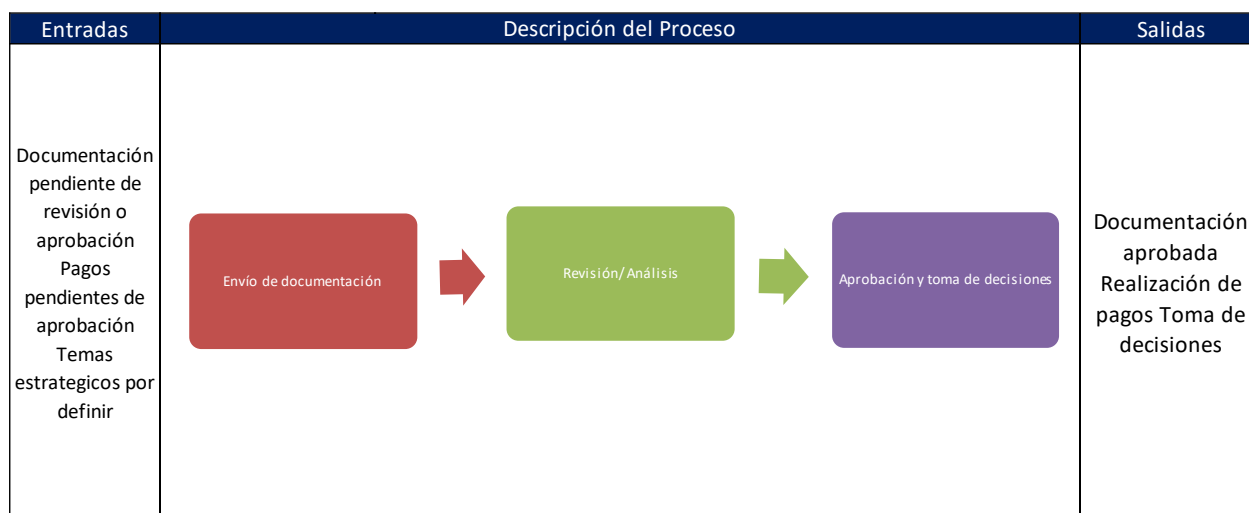 Entradas
Descripción del Proceso
Salidas
Documentación
pendiente de
revisión o
aprobación
Pagos
pendientes de
aprobación
Temas
estrategicos por
definir
Envío de documentación
Revisión/Análisis
Aprobación y toma de decisiones
Documentación
aprobada
Realización de
pagos Toma de
decisiones